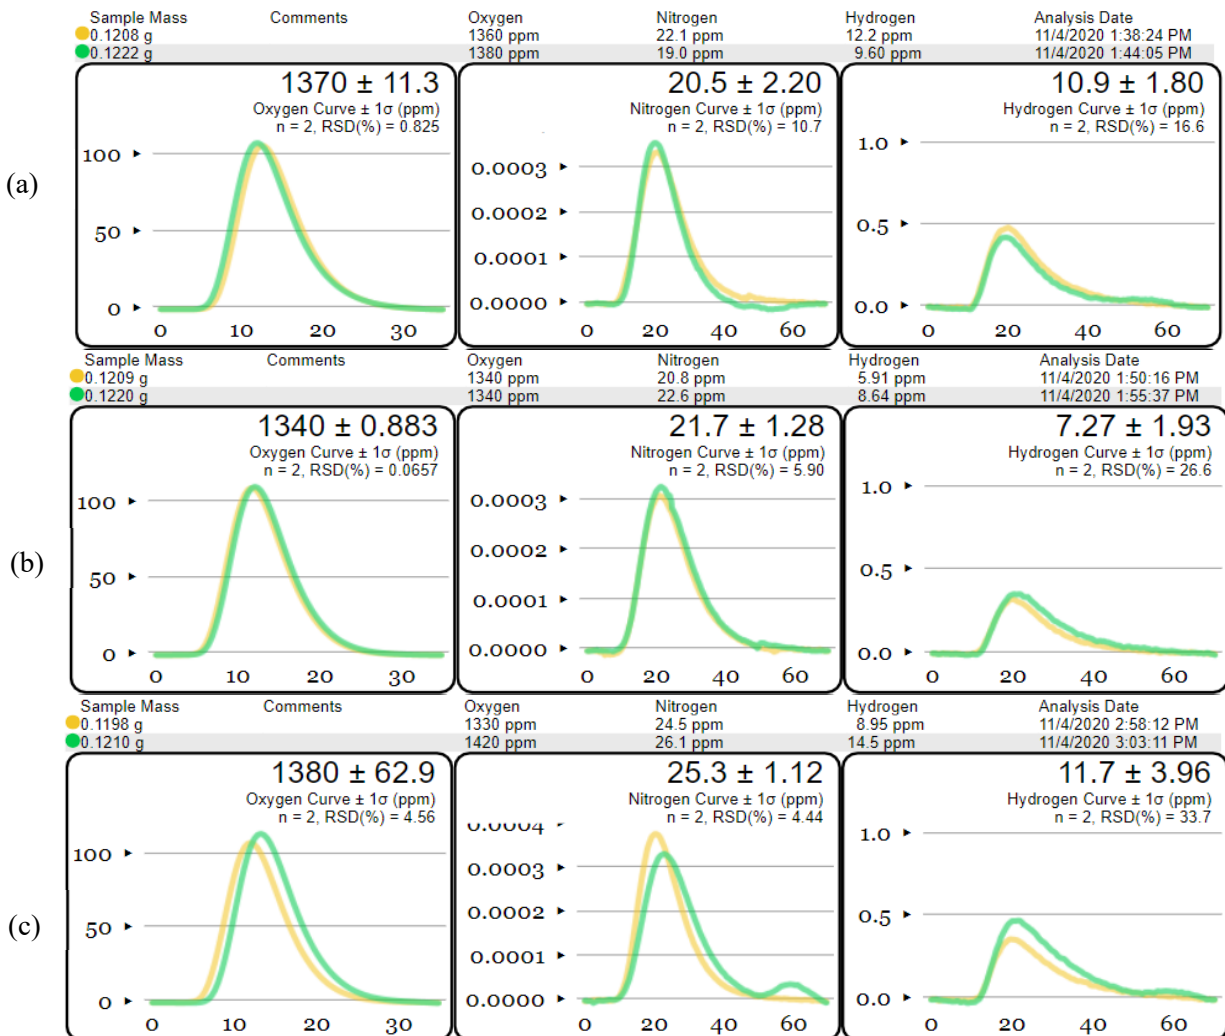 Sample Mass Comments Oxygen Nitrogen Hydrogen Analysis Date
0.1208 g 1360 ppm 22.1 ppm 12.2 ppm 11/4/2020 1:38:24 PM
0.1222 g 1380 ppm 19.0 ppm 9.60 ppm 11/4/2020 1:44:05 PM
(a)
1370 ± 11.3
Oxygen Curve ± 1σ (ppm)
n = 2, RSD(%) = 0.825
100
50
0
0 10 20 30
20.5 ± 2.20
Nitrogen Curve ± 1σ (ppm)
n = 2, RSD(%) = 10.7
0.0003
0.0002
0.0001
0.0000
0 20 40 60
10.9 ± 1.80
Hydrogen Curve ± 1σ (ppm)
n = 2, RSD(%) = 16.6
1.0
0.5
0.0
0 20 40 60
Sample Mass Comments Oxygen Nitrogen Hydrogen Analysis Date
0.1209 g 1340 ppm 20.8 ppm 5.91 ppm 11/4/2020 1:50:16 PM
0.1220 g 1340 ppm 22.6 ppm 8.64 ppm 11/4/2020 1:55:37 PM
(b)
1340 ± 0.883
Oxygen Curve ± 1σ (ppm)
n = 2, RSD(%) = 0.0657
100
50
0
0 10 20 30
21.7 ± 1.28
Nitrogen Curve ± 1σ (ppm)
n = 2, RSD(%) = 5.90
0.0003
0.0002
0.0001
0.0000
0 20 40 60
7.27 ± 1.93
Hydrogen Curve ± 1σ (ppm)
n = 2, RSD(%) = 26.6
1.0
0.5
0.0
0 20 40 60
Sample Mass Comments Oxygen Nitrogen Hydrogen Analysis Date
0.1198 g 1330 ppm 24.5 ppm 8.95 ppm 11/4/2020 2:58:12 PM
0.1210 g 1420 ppm 26.1 ppm 14.5 ppm 11/4/2020 3:03:11 PM
(c)
1380 ± 62.9
Oxygen Curve ± 1σ (ppm)
n = 2, RSD(%) = 4.56
100
50
0
0 10 20 30
25.3 ± 1.12
Nitrogen Curve ± 1σ (ppm)
n = 2, RSD(%) = 4.44
0.0004
0.0003
0.0002
0.0001
0.0000
0 20 40 60
11.7 ± 3.96
Hydrogen Curve ± 1σ (ppm)
n = 2, RSD(%) = 33.7
1.0
0.5
0.0
0 20 40 60